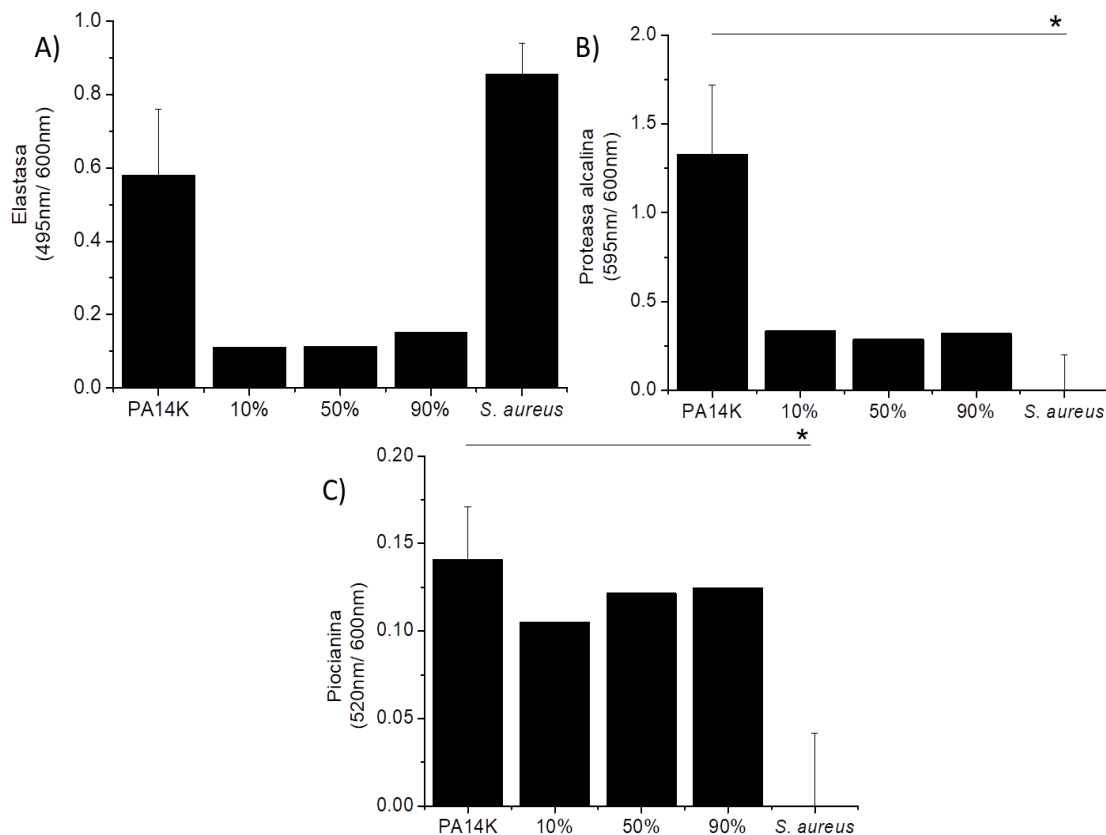 A)
Elastasa
(495nm/ 600nm)
1.0
0.8
0.6
0.4
0.2
0.0
PA14K 10% 50% 90% S. aureus
B)
*
Proteasa alcalina
(595nm/ 600nm)
2.0
1.5
1.0
0.5
0.0
PA14K 10% 50% 90% S. aureus
C)
*
Piocianina
(520nm/ 600nm)
0.20
0.15
0.10
0.05
0.00
PA14K 10% 50% 90% S. aureus